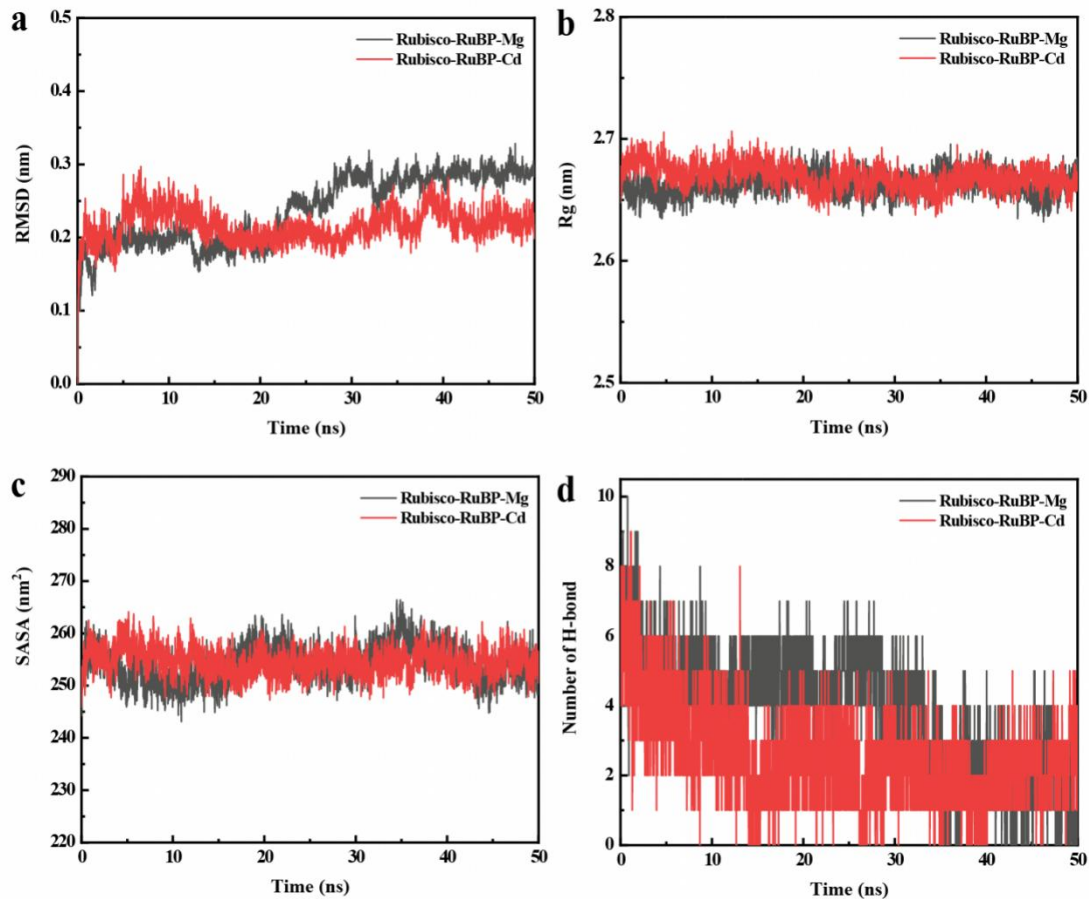 a
0.5
0.4
0.3
0.2
0.1
0.0
RMSD (nm)
Rubisco-RuBP-Mg
Rubisco-RuBP-Cd
0 10 20 30 40 50
Time (ns)
b
2.8
2.7
2.6
2.5
Rg (nm)
Rubisco-RuBP-Mg
Rubisco-RuBP-Cd
0 10 20 30 40 50
Time (ns)
c
290
280
270
260
250
240
230
220
SASA (nm²)
Rubisco-RuBP-Mg
Rubisco-RuBP-Cd
0 10 20 30 40 50
Time (ns)
d
10
8
6
4
2
0
Number of H-bond
Rubisco-RuBP-Mg
Rubisco-RuBP-Cd
0 10 20 30 40 50
Time (ns)